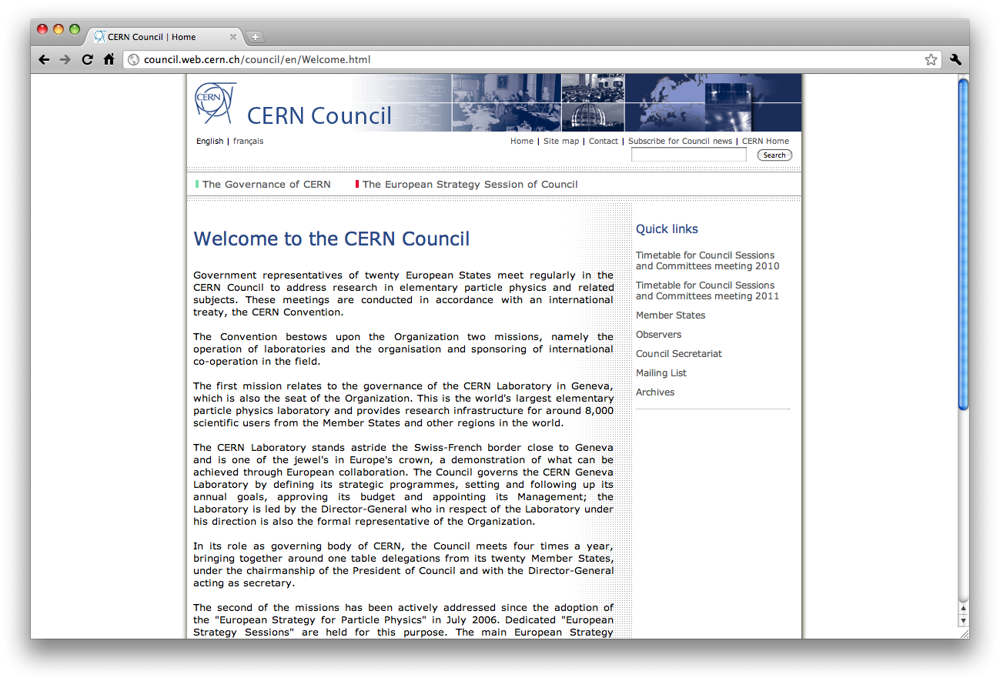 CERN Council | Home
council.web.cern.ch/council/en/Welcome.html
CERN
CERN Council
English | français
Home | Site map | Contact | Subscribe for Council news | CERN Home
Search
The Governance of CERN
The European Strategy Session of Council
Welcome to the CERN Council
Government representatives of twenty European States meet regularly in the
CERN Council to address research in elementary particle physics and related
subjects. These meetings are conducted in accordance with an international
treaty, the CERN Convention.
The Convention bestows upon the Organization two missions, namely the
operation of laboratories and the organisation and sponsoring of international
co-operation in the field.
The first mission relates to the governance of the CERN Laboratory in Geneva,
which is also the seat of the Organization. This is the world's largest elementary
particle physics laboratory and provides research infrastructure for around 8,000
scientific users from the Member States and other regions in the world.
The CERN Laboratory stands astride the Swiss-French border close to Geneva
and is one of the jewel's in Europe's crown, a demonstration of what can be
achieved through European collaboration. The Council governs the CERN Geneva
Laboratory by defining its strategic programmes, setting and following up its
annual goals, approving its budget and appointing its Management; the
Laboratory is led by the Director-General who in respect of the Laboratory under
his direction is also the formal representative of the Organization.
In its role as governing body of CERN, the Council meets four times a year,
bringing together around one table delegations from its twenty Member States,
under the chairmanship of the President of Council and with the Director-General
acting as secretary.
The second of the missions has been actively addressed since the adoption of
the "European Strategy for Particle Physics" in July 2006. Dedicated "European
Strategy Sessions" are held for this purpose. The main European Strategy
Quick links
Timetable for Council Sessions
and Committees meeting 2010
Timetable for Council Sessions
and Committees meeting 2011
Member States
Observers
Council Secretariat
Mailing List
Archives